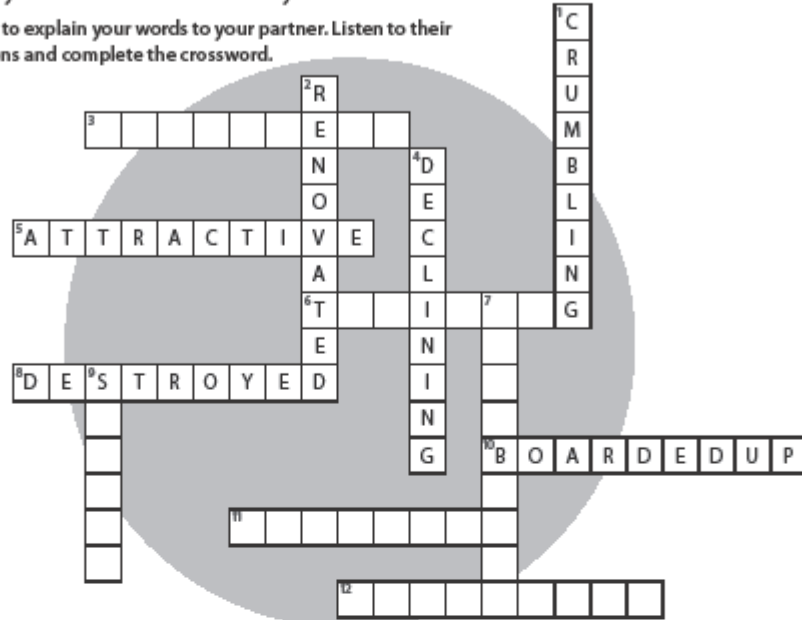 to explain your words to your partner. Listen to their
ns and complete the crossword.
1 C
R
2 R U
3 E M
N 4 D B
O E L
5 A T T R A C T I V E C I
A L N
6 T I 7 G
E N
8 D E 9 S T R O Y E D I
N
G 10 B O A R D E D U P
11
12